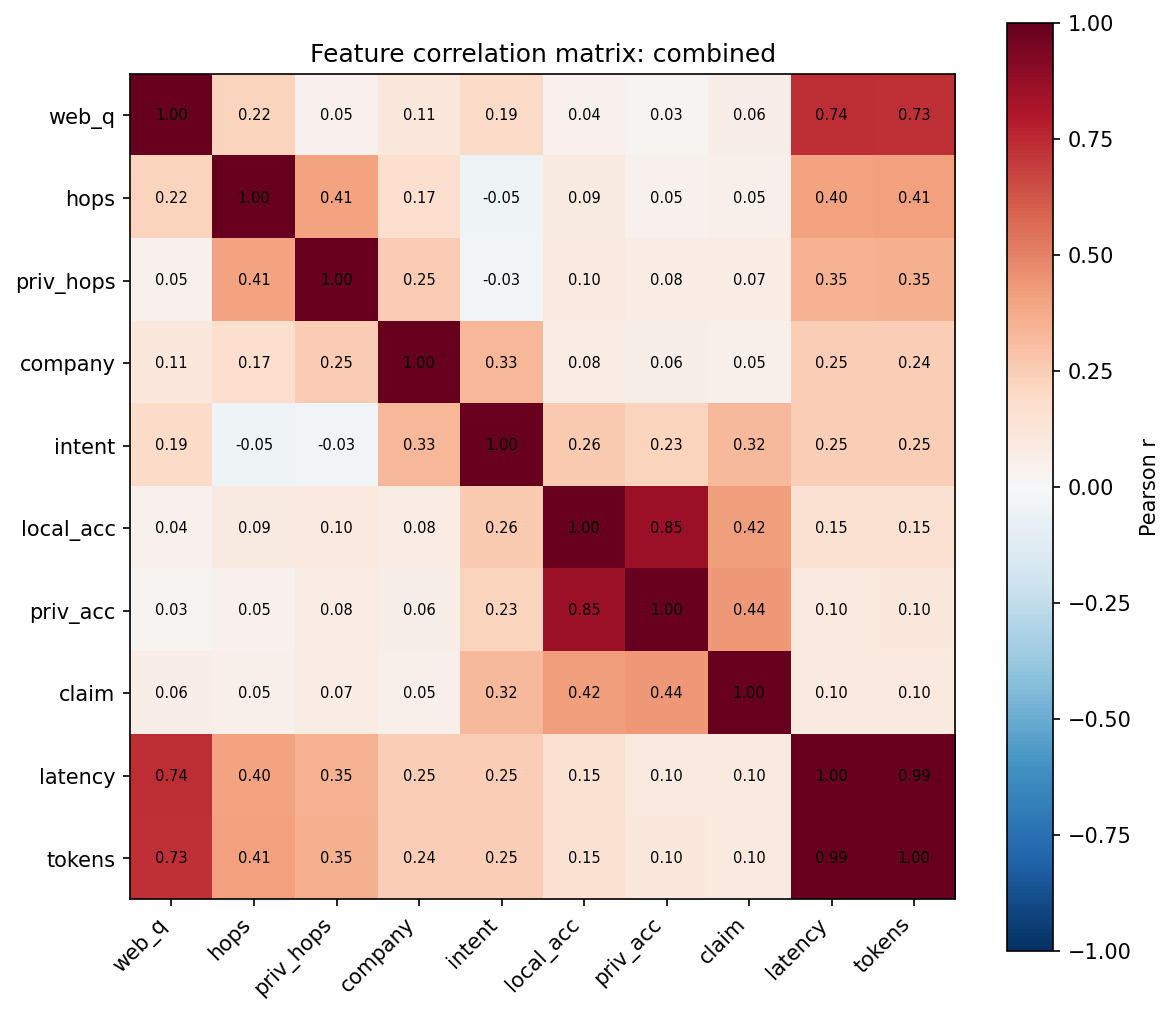 Feature correlation matrix: combined
1.00
web_q 1.00 0.22 0.05 0.11 0.19 0.04 0.03 0.06 0.74 0.73
0.75
hops 0.22 1.00 0.41 0.17 -0.05 0.09 0.05 0.05 0.40 0.41
0.50
priv_hops 0.05 0.41 1.00 0.25 -0.03 0.10 0.08 0.07 0.35 0.35
0.25
company 0.11 0.17 0.25 1.00 0.33 0.08 0.06 0.05 0.25 0.24
intent 0.19 -0.05 -0.03 0.33 1.00 0.26 0.23 0.32 0.25 0.25
0.00
Pearson r
local_acc 0.04 0.09 0.10 0.08 0.26 1.00 0.85 0.42 0.15 0.15
−0.25
priv_acc 0.03 0.05 0.08 0.06 0.23 0.85 1.00 0.44 0.10 0.10
claim 0.06 0.05 0.07 0.05 0.32 0.42 0.44 1.00 0.10 0.10
−0.50
latency 0.74 0.40 0.35 0.25 0.25 0.15 0.10 0.10 1.00 0.99
−0.75
tokens 0.73 0.41 0.35 0.24 0.25 0.15 0.10 0.10 0.99 1.00
−1.00
web_q hops priv_hops company intent local_acc priv_acc claim latency tokens